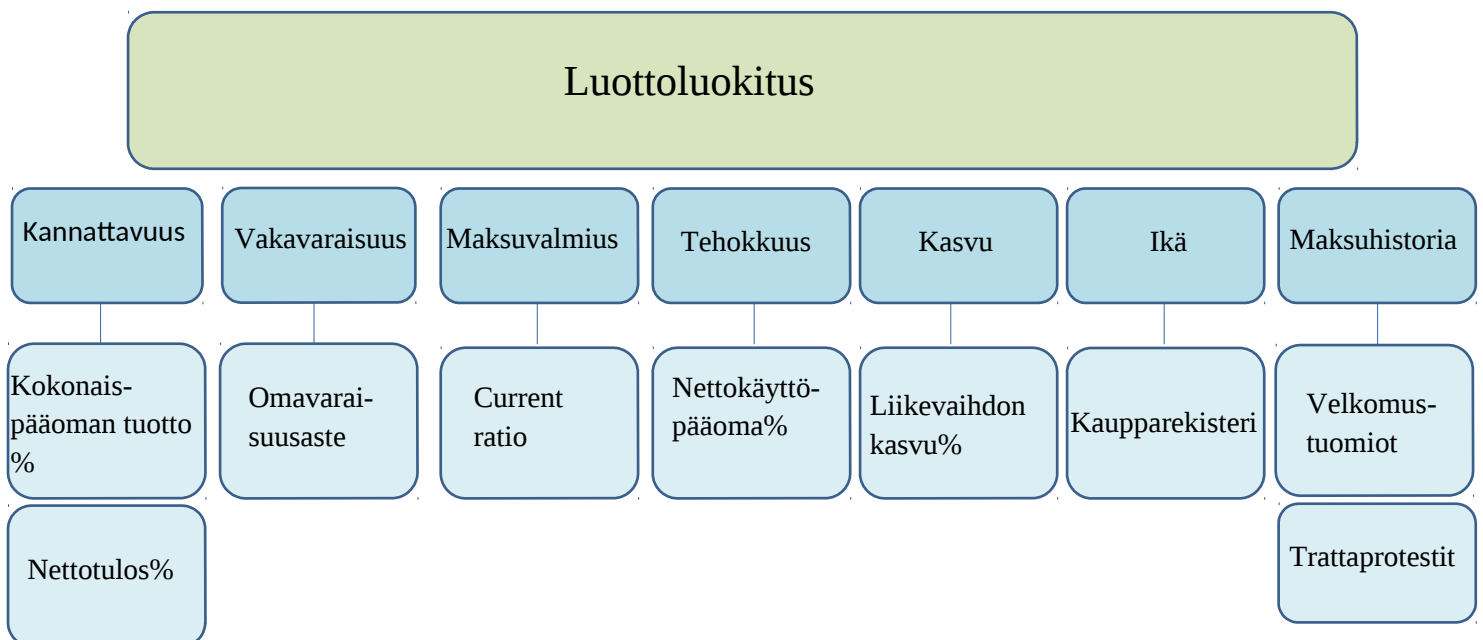 Luottoluokitus
Kannattavuus
Vakavaraisuus
Maksuvalmius
Tehokkuus
Kasvu
Ikä
Maksuhistoria
Kokonais-
pääoman tuotto
%
Omavarai-
suusaste
Current
ratio
Nettokäyttö-
pääoma%
Liikevaihdon
kasvu%
Kaupparekisteri
Velkomus-
tuomiot
Nettotulos%
Trattaprotestit